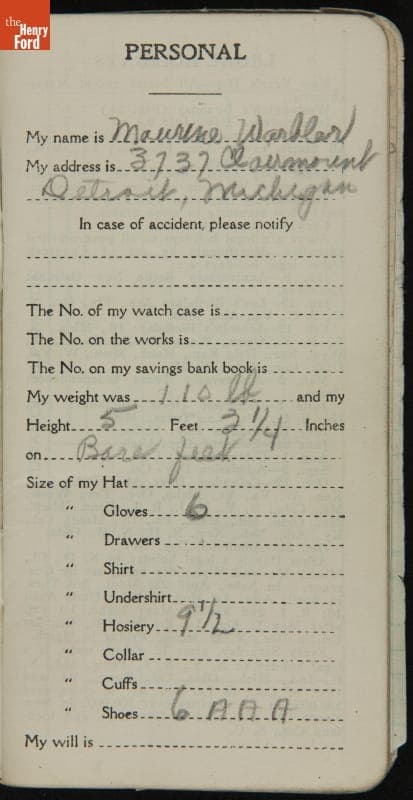 the
Henry
Ford
PERSONAL
My name is Maurine Warbler
My address is 3737 Clairmount
Detroit, Michigan
In case of accident, please notify
The No. of my watch case is
The No. on the works is
The No. on my savings bank book is
My weight was 110 lb and my
Height 5 Feet 3 1/4 Inches
on Bare feet
Size of my Hat
" Gloves 6
" Drawers
" Shirt
" Undershirt
" Hosiery 9 1/2
" Collar
" Cuffs
" Shoes 6 AAA
My will is